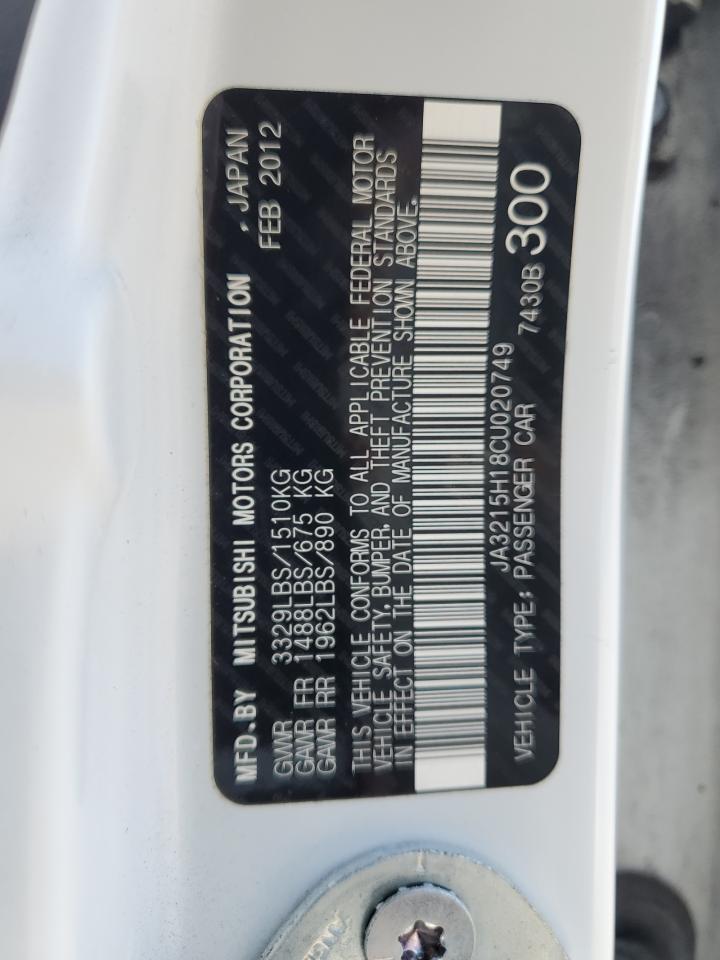 MFD.BY MITSUBISHI MOTORS CORPORATION , JAPAN
FEB 2012
GWWR 3329LBS/1510KG
GAWR FR 1488LBS/675 KG
GAWR RR 1962LBS/890 KG
THIS VEHICLE CONFORMS TO ALL APPLICABLE FEDERAL MOTOR
VEHICLE SAFETY, BUMPER, AND THEFT PREVENTION STANDARDS
IN EFFECT ON THE DATE OF MANUFACTURE SHOWN ABOVE.
JA3215H18CU020749
VEHICLE TYPE; PASSENGER CAR 7430B 300